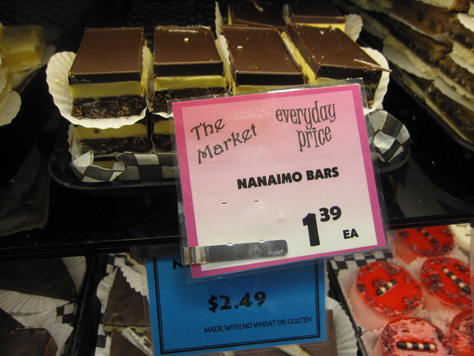 The Market
everyday price
NANAIMO BARS
1.39 EA
$2.49
MADE WITH NO WHEAT OR GLUTEN